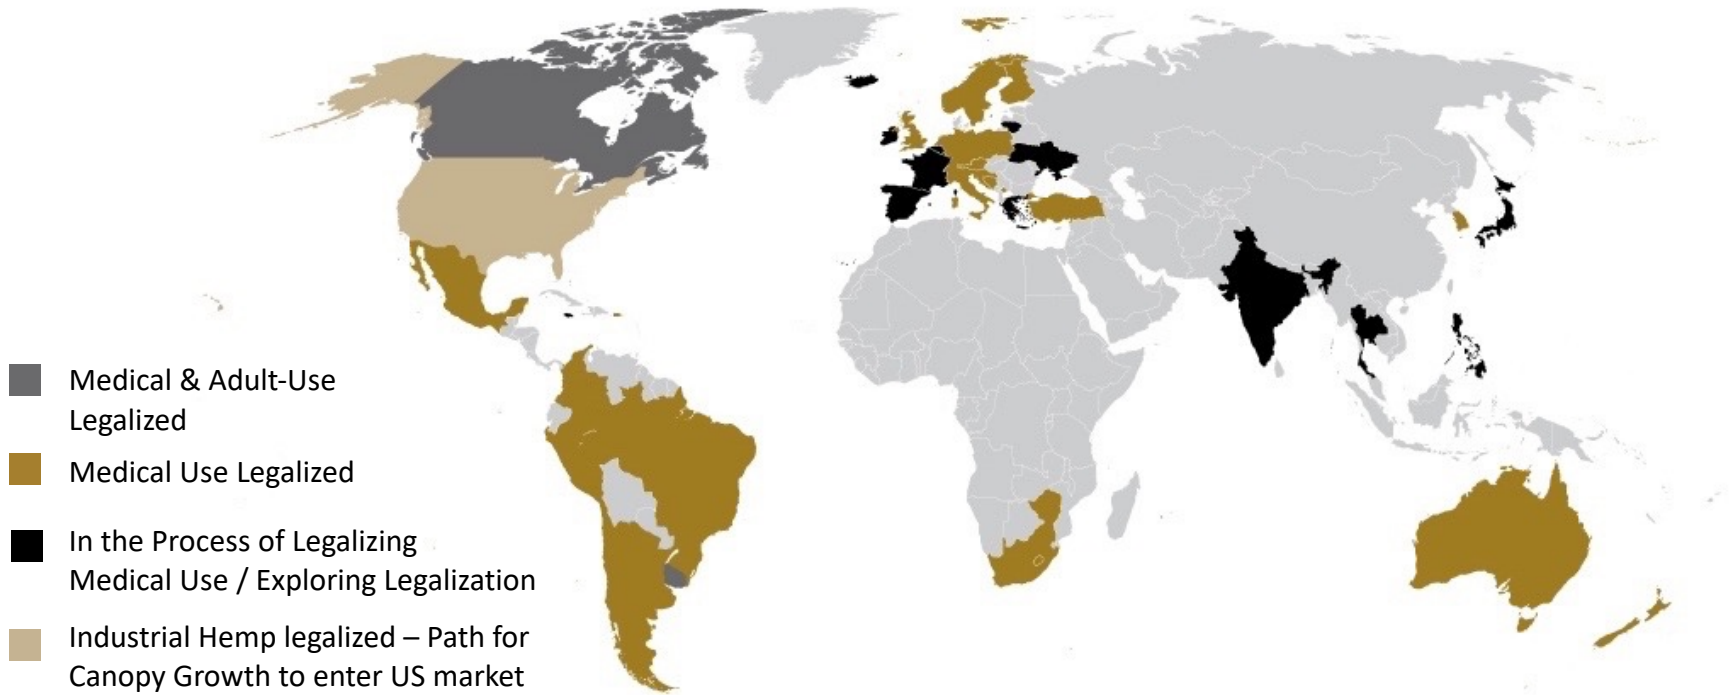 Medical & Adult-Use
Legalized
Medical Use Legalized
In the Process of Legalizing
Medical Use / Exploring Legalization
Industrial Hemp legalized – Path for
Canopy Growth to enter US market